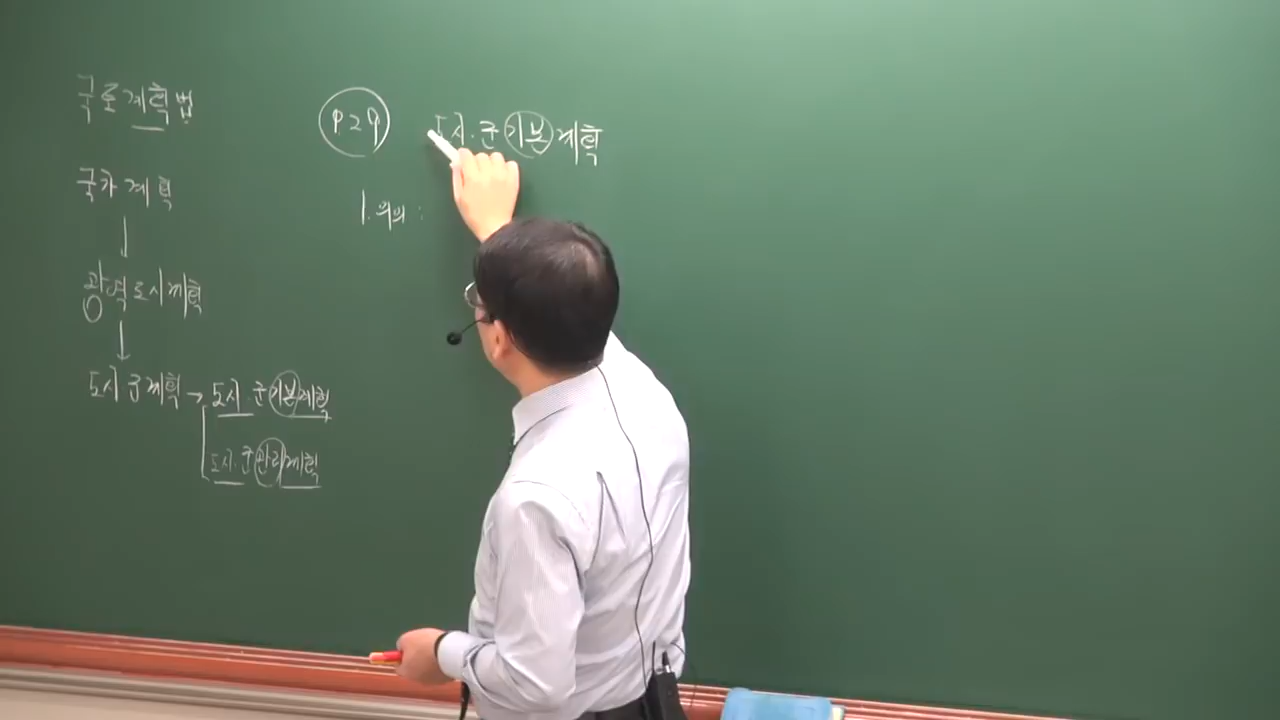 국토계획법
국가계획
광역도시계획
도시군계획 → 도시·군기본계획
도시·군관리계획
P29 도시·군기본계획
1. 의의 :